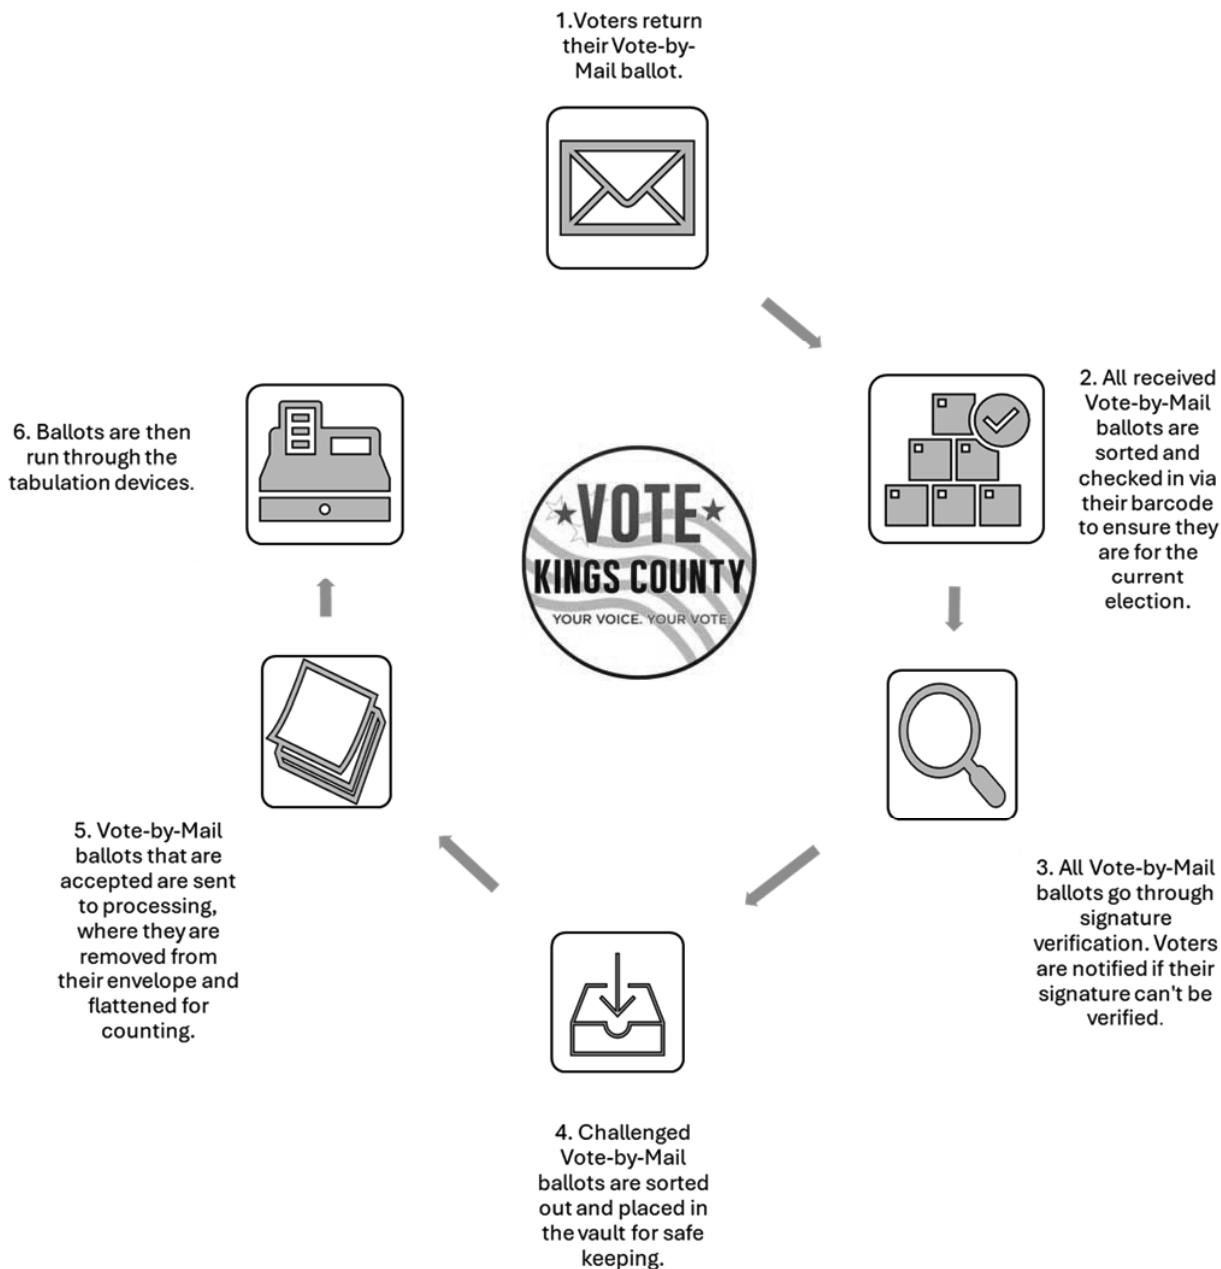 1.Voters return
their Vote-by-
Mail ballot.
2. All received
Vote-by-Mail
ballots are
sorted and
checked in via
their barcode
to ensure they
are for the
current
election.
3. All Vote-by-Mail
ballots go through
signature
verification. Voters
are notified if their
signature can't be
verified.
4. Challenged
Vote-by-Mail
ballots are sorted
out and placed in
the vault for safe
keeping.
5. Vote-by-Mail
ballots that are
accepted are sent
to processing,
where they are
removed from
their envelope and
flattened for
counting.
6. Ballots are then
run through the
tabulation devices.
VOTE
KINGS COUNTY
YOUR VOICE. YOUR VOTE.